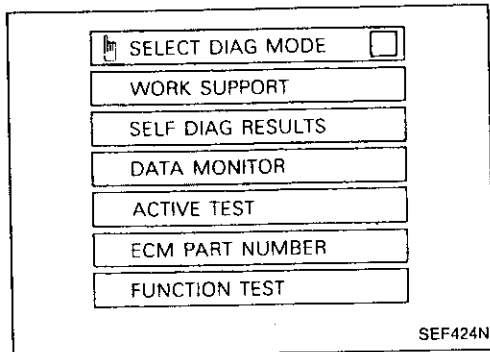 SELECT DIAG MODE
WORK SUPPORT
SELF DIAG RESULTS
DATA MONITOR
ACTIVE TEST
ECM PART NUMBER
FUNCTION TEST
SEF424N